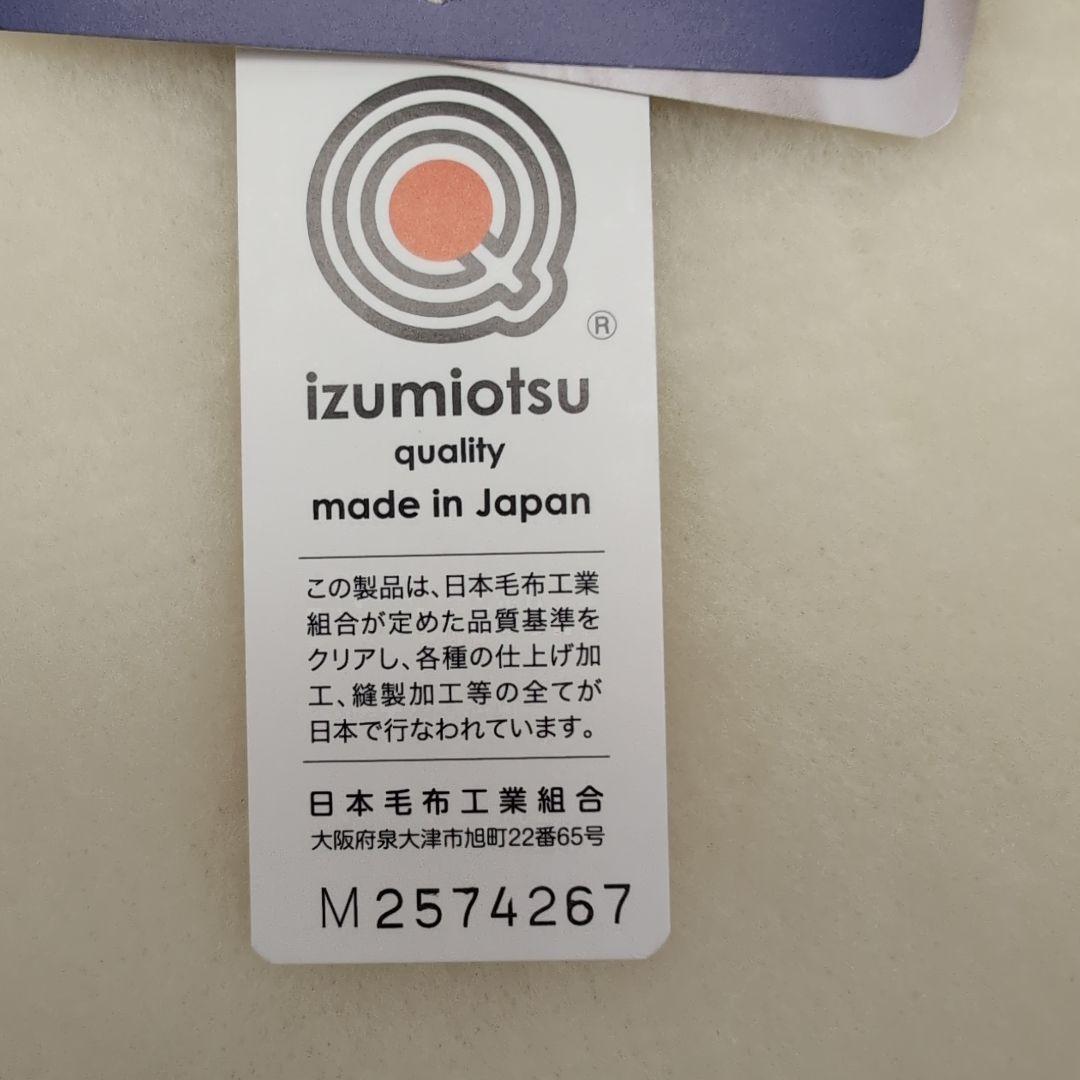 ®
izumiotsu
quality
made in Japan
この製品は、日本毛布工業
組合が定めた品質基準を
クリアし、各種の仕上げ加
工、縫製加工等の全てが
日本で行なわれています。
日本毛布工業組合
大阪府泉大津市旭町22番65号
M2574267